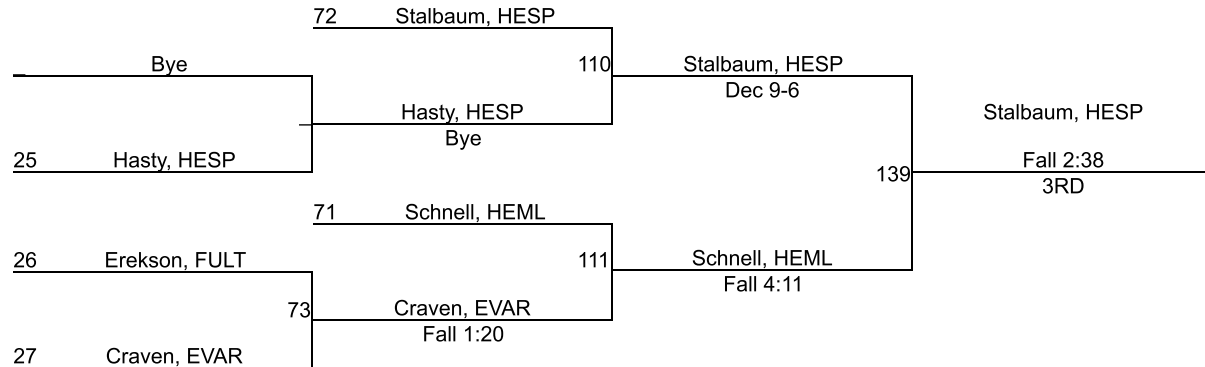 72 Stalbaum, HESP
Bye
110
Stalbaum, HESP
Dec 9-6
Hasty, HESP
Bye
Stalbaum, HESP
25 Hasty, HESP
Fall 2:38
139
3RD
71 Schnell, HEML
26 Erekson, FULT
111
Schnell, HEML
Fall 4:11
73
Craven, EVAR
Fall 1:20
27 Craven, EVAR